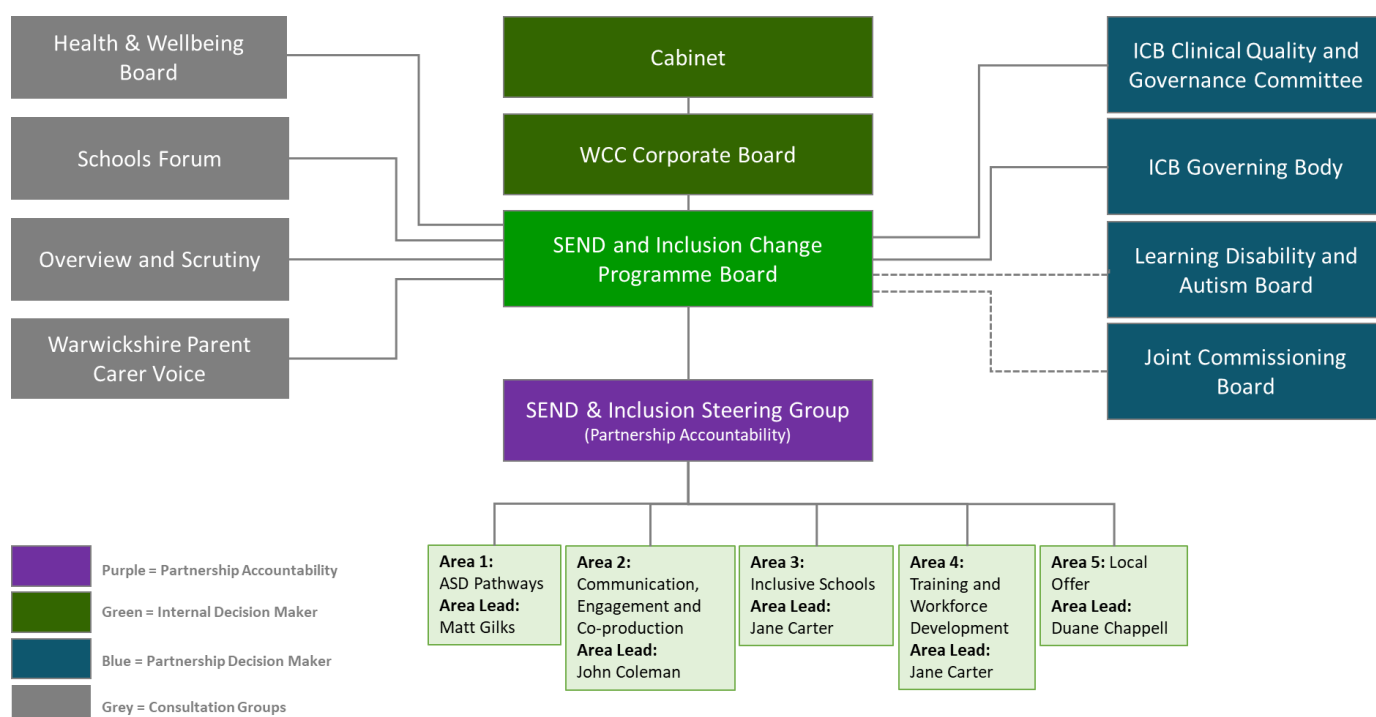 Health & Wellbeing
Board
Schools Forum
Overview and Scrutiny
Warwickshire Parent
Carer Voice
Cabinet
WCC Corporate Board
SEND and Inclusion Change
Programme Board
SEND & Inclusion Steering Group
(Partnership Accountability)
ICB Clinical Quality and
Governance Committee
ICB Governing Body
Learning Disability and
Autism Board
Joint Commissioning
Board
Area 1:
ASD Pathways
Area Lead:
Matt Gilks
Area 2:
Communication,
Engagement and
Co-production
Area Lead:
John Coleman
Area 3:
Inclusive Schools
Area Lead:
Jane Carter
Area 4:
Training and
Workforce
Development
Area Lead:
Jane Carter
Area 5: Local
Offer
Area Lead:
Duane Chappell
Purple = Partnership Accountability
Green = Internal Decision Maker
Blue = Partnership Decision Maker
Grey = Consultation Groups